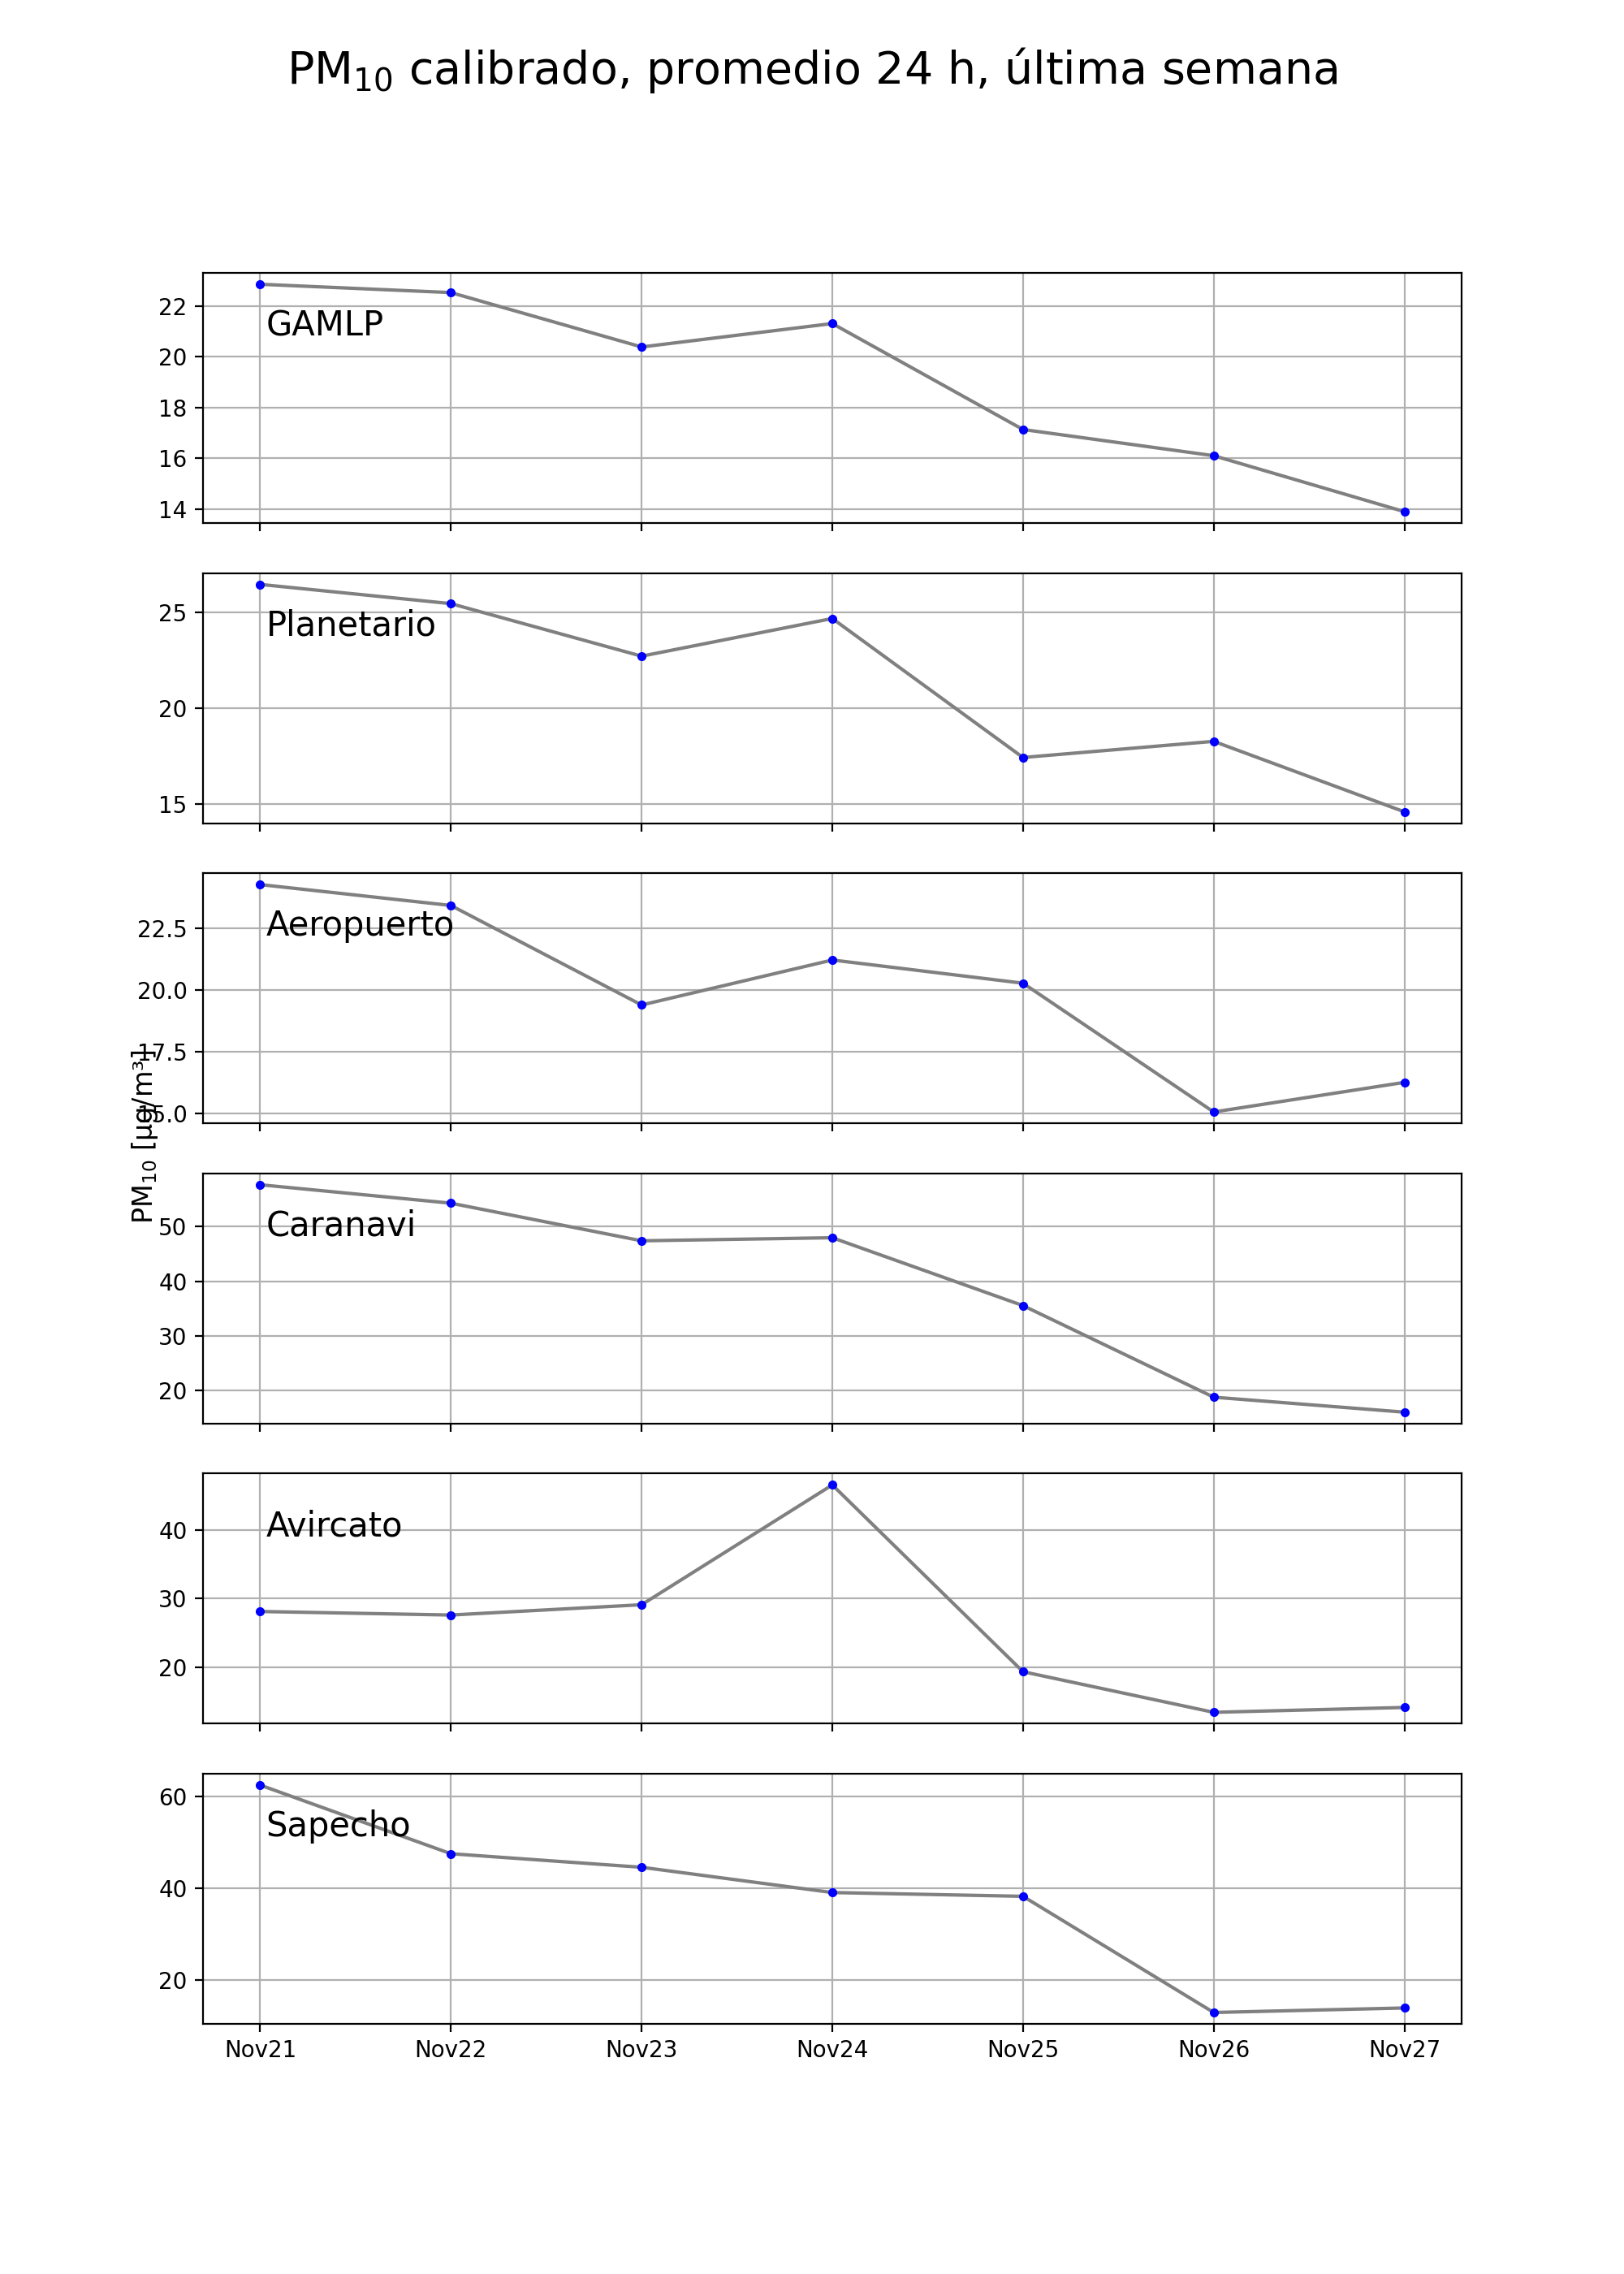 PM₁₀ calibrado, promedio 24 h, última semana
22
GAMLP
20
18
16
14
25
Planetario
20
15
22.5
Aeropuerto
20.0
17.5
15.0
PM₁₀ [µg/m³]
50
Caranavi
40
30
20
40
Avircato
30
20
60
Sapecho
40
20
Nov21 Nov22 Nov23 Nov24 Nov25 Nov26 Nov27